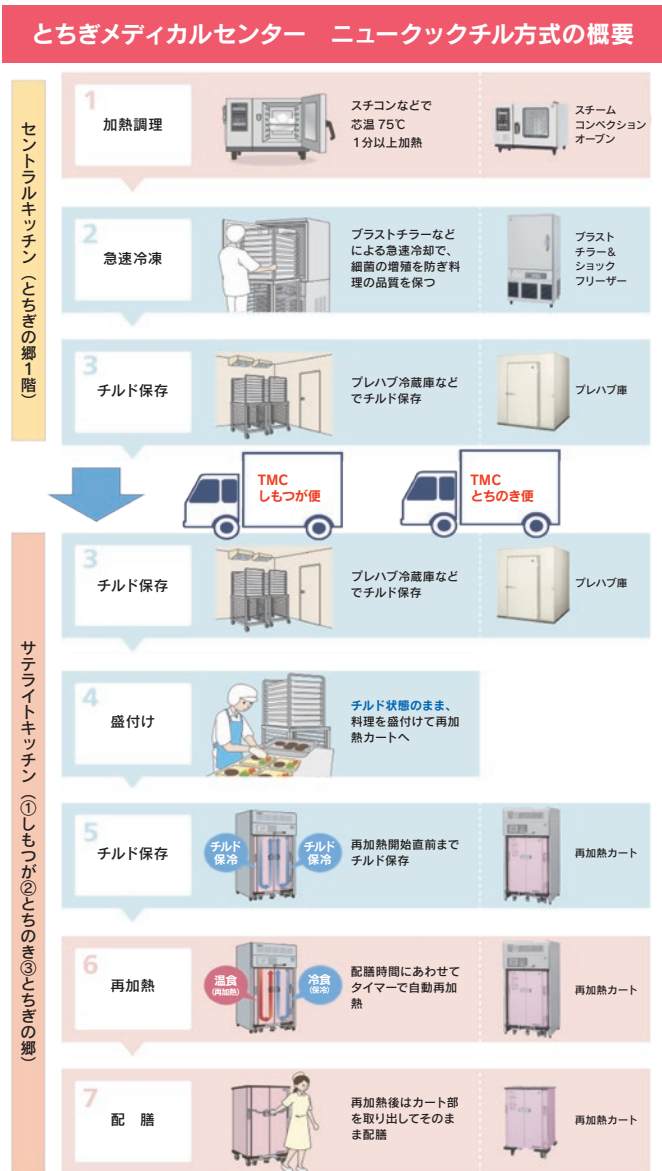 とちぎメディカルセンター　ニュークックチル方式の概要
セントラルキッチン（とちぎの郷1階）
1
加熱調理
スチコンなどで
芯温 75℃
1分以上加熱
スチーム
コンベクション
オーブン
2
急速冷凍
ブラストチラーなど
による急速冷却で、
細菌の増殖を防ぎ料
理の品質を保つ
ブラスト
チラー&
ショック
フリーザー
3
チルド保存
プレハブ冷蔵庫など
でチルド保存
プレハブ庫
TMC
しもつが便
TMC
とちのき便
サテライトキッチン（①しもつが②とちのき③とちぎの郷）
3
チルド保存
プレハブ冷蔵庫など
でチルド保存
プレハブ庫
4
盛付け
チルド状態のまま、
料理を盛付けて再加
熱カートへ
5
チルド保存
チルド
保冷
チルド
保冷
再加熱開始直前まで
チルド保存
再加熱カート
6
再加熱
温食
(再加熱)
冷食
(保冷)
配膳時間にあわせて
タイマーで自動再加
熱
再加熱カート
7
配　膳
再加熱後はカート部
を取り出してそのま
ま配膳
再加熱カート